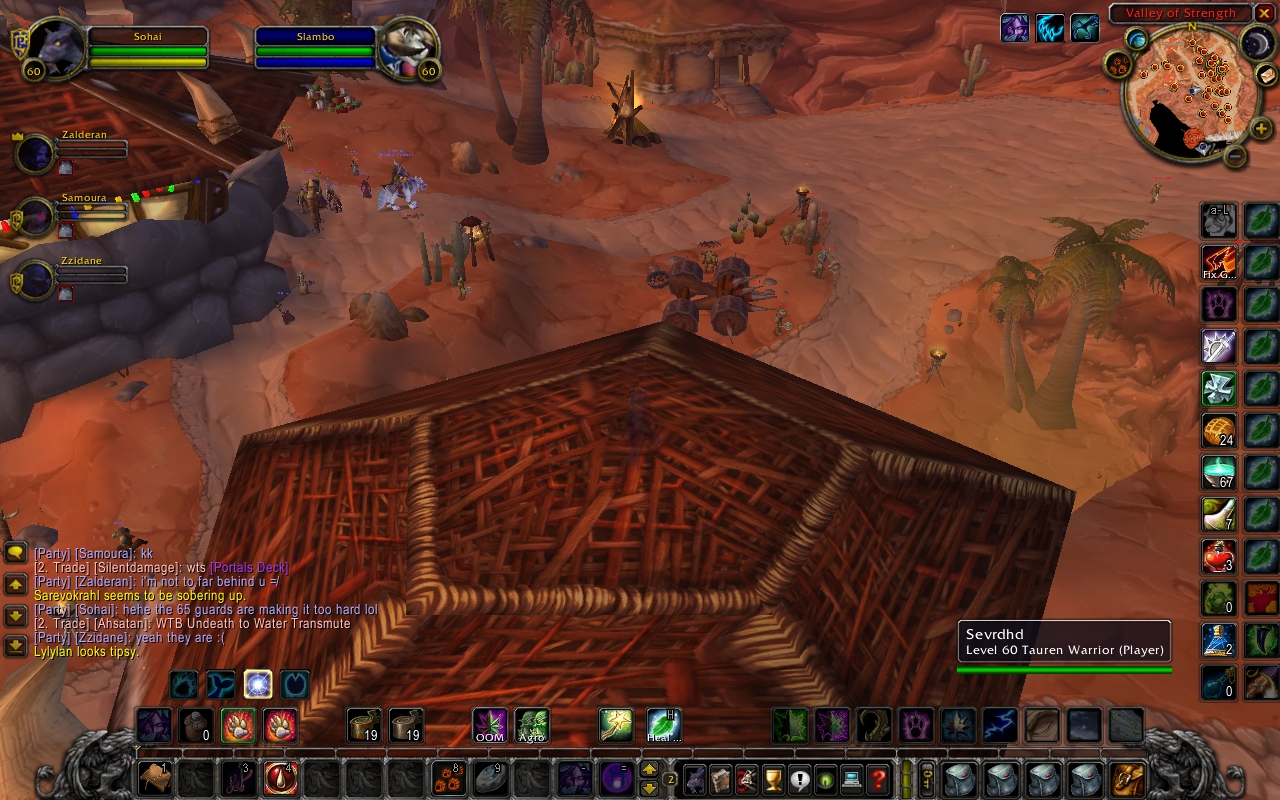 Sohai
60
Slambo
60
Valley of Strength
N
Zalderan
Samoura
Zzidane
a-L
Fix G...
24
67
7
3
0
2
0
[Party] [Samoura]: kk
[2. Trade] [Silentdamage]: wts [Portals Deck]
[Party] [Zalderan]: i'm not to far behind u =/
Sarevokrahl seems to be sobering up.
[Party] [Sohai]: hehe the 65 guards are making it too hard lol
[2. Trade] [Ahsatan]: WTB Undeath to Water Transmute
[Party] [Zzidane]: yeah they are :(
Lylylan looks tipsy.
Sevrdhd
Level 60 Tauren Warrior (Player)
0
19
19
OOM
Agro
Heal ...
1
3
4
8
9
-
=
2